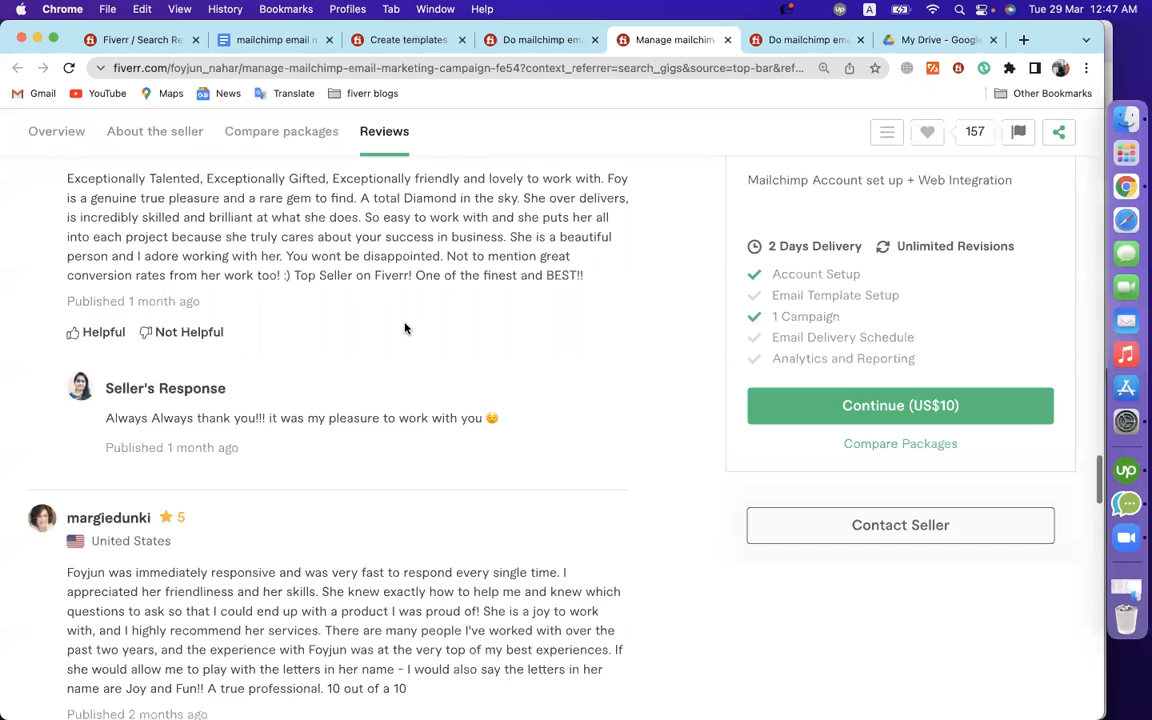 Chrome File Edit View History Bookmarks Profiles Tab Window Help A Tue 29 Mar 12:47 AM
Fiverr / Search Re mailchimp email n Create templates Do mailchimp ema Manage mailchim Do mailchimp ema My Drive - Google
fiverr.com/foyjun_nahar/manage-mailchimp-email-marketing-campaign-fe54?context_referrer=search_gigs&source=top-bar&ref...
Gmail YouTube Maps News Translate fiverr blogs Other Bookmarks
Overview About the seller Compare packages Reviews 157
Exceptionally Talented, Exceptionally Gifted, Exceptionally friendly and lovely to work with. Foy
is a genuine true pleasure and a rare gem to find. A total Diamond in the sky. She over delivers,
is incredibly skilled and brilliant at what she does. So easy to work with and she puts her all
into each project because she truly cares about your success in business. She is a beautiful
person and I adore working with her. You wont be disappointed. Not to mention great
conversion rates from her work too! :) Top Seller on Fiverr! One of the finest and BEST!!
Published 1 month ago
Helpful Not Helpful
Seller's Response
Always Always thank you!!! it was my pleasure to work with you ☺️
Published 1 month ago
margiedunki 5
United States
Foyjun was immediately responsive and was very fast to respond every single time. I
appreciated her friendliness and her skills. She knew exactly how to help me and knew which
questions to ask so that I could end up with a product I was proud of! She is a joy to work
with, and I highly recommend her services. There are many people I've worked with over the
past two years, and the experience with Foyjun was at the very top of my best experiences. If
she would allow me to play with the letters in her name - I would also say the letters in her
name are Joy and Fun!! A true professional. 10 out of a 10
Published 2 months ago
Mailchimp Account set up + Web Integration
2 Days Delivery Unlimited Revisions
Account Setup
Email Template Setup
1 Campaign
Email Delivery Schedule
Analytics and Reporting
Continue (US$10)
Compare Packages
Contact Seller